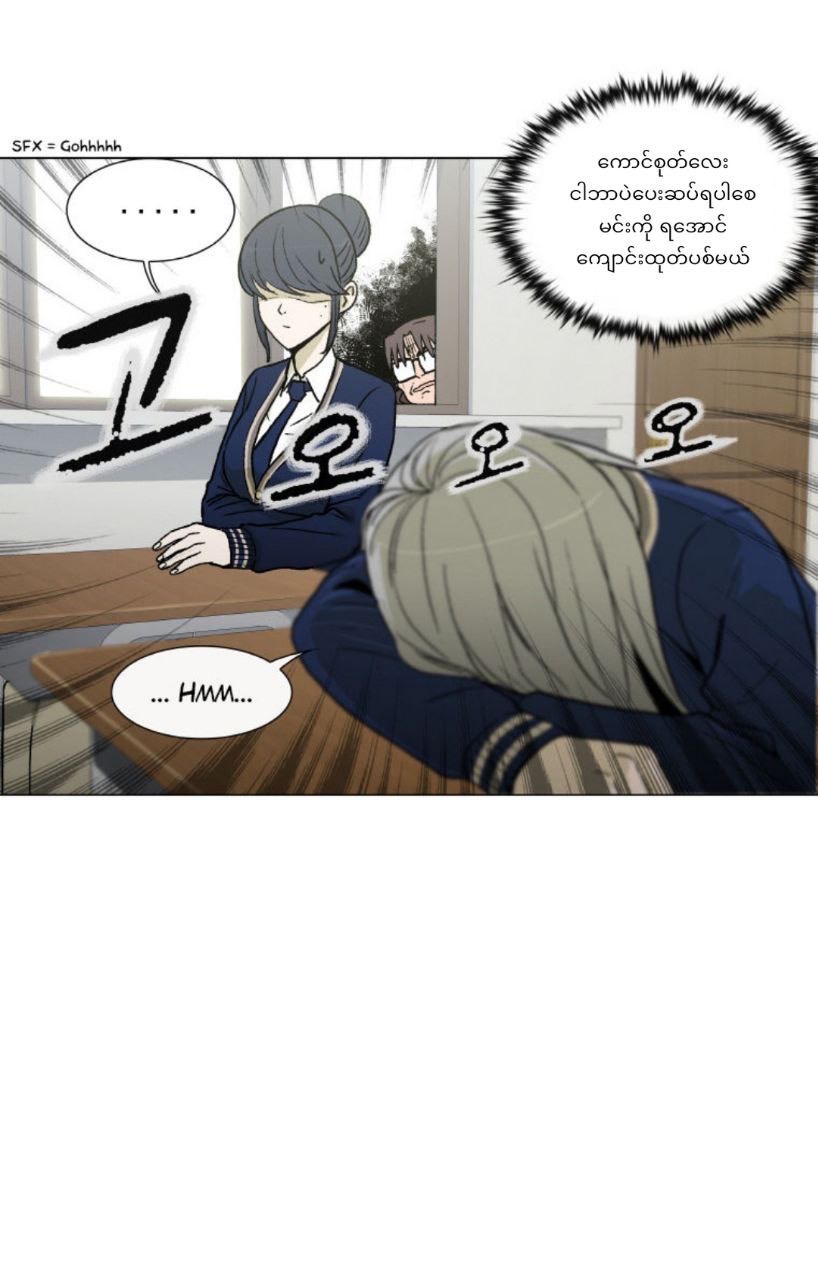 SFX = Gohhhhh
ကောင်စုတ်လေး
ငါဘာပဲပေးဆပ်ရပါစေ
မင်းကို ရအောင်
ကျောင်းထုတ်ပစ်မယ်
.....
고오오오
... HMM...